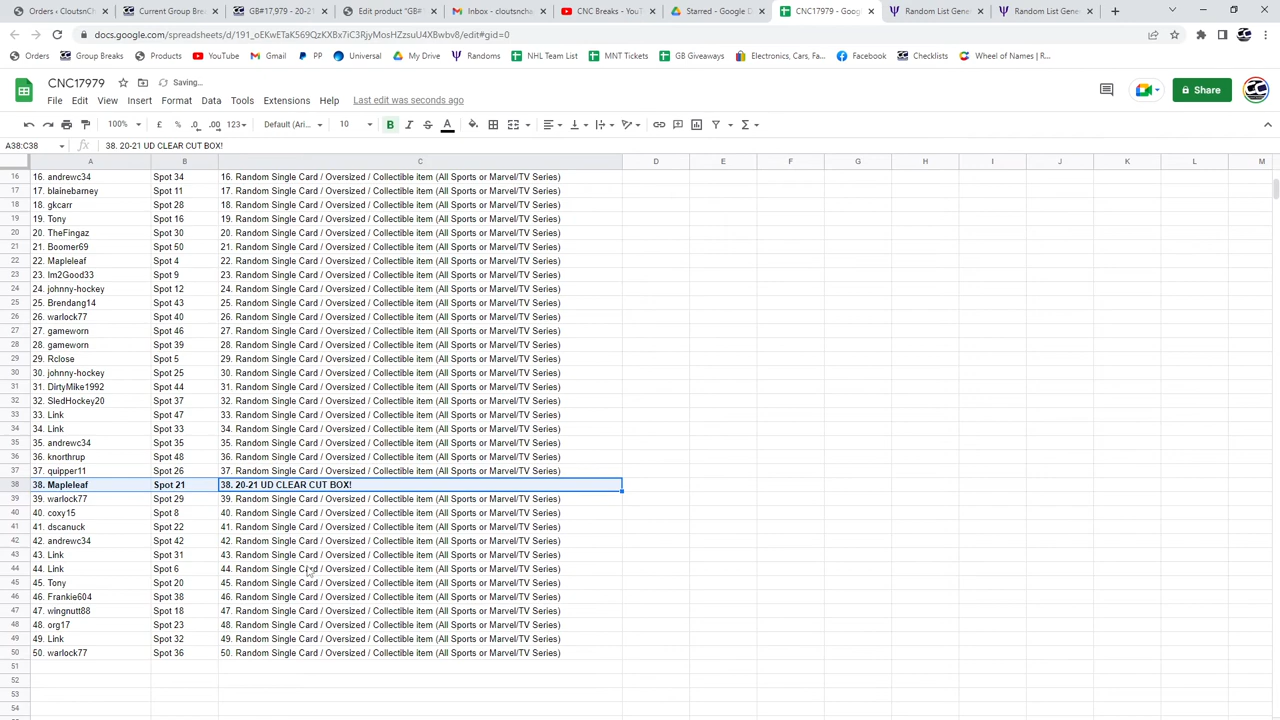 Orders < CloutsnCh
Current Group Break
GB#17,979 - 20-21
Edit product "GB#
Inbox - cloutsnch
CNC Breaks - YouT
Starred - Google D
CNC17979 - Goog
Random List Gene
Random List Gene
docs.google.com/spreadsheets/d/191_oEKwETaK569QzKXBx7iC3RjyMosHZzsuU4XBwbv8/edit#gid=0
Orders Group Breaks Products YouTube Gmail PP Universal My Drive Randoms NHL Team List MNT Tickets GB Giveaways Electronics, Cars, Fa... Facebook Checklists Wheel of Names | R...
CNC17979 Saving...
File Edit View Insert Format Data Tools Extensions Help Last edit was seconds ago
Share
100% £ % .0 .00 123 Default (Ari... 10 B I S A
A38:C38 fx 38. 20-21 UD CLEAR CUT BOX!
A B C D E F G H I J K L M
16 16. andrewc34 Spot 34 16. Random Single Card / Oversized / Collectible item (All Sports or Marvel/TV Series)
17 17. blainebarney Spot 11 17. Random Single Card / Oversized / Collectible item (All Sports or Marvel/TV Series)
18 18. gkcarr Spot 28 18. Random Single Card / Oversized / Collectible item (All Sports or Marvel/TV Series)
19 19. Tony Spot 16 19. Random Single Card / Oversized / Collectible item (All Sports or Marvel/TV Series)
20 20. TheFingaz Spot 30 20. Random Single Card / Oversized / Collectible item (All Sports or Marvel/TV Series)
21 21. Boomer69 Spot 50 21. Random Single Card / Oversized / Collectible item (All Sports or Marvel/TV Series)
22 22. Mapleleaf Spot 4 22. Random Single Card / Oversized / Collectible item (All Sports or Marvel/TV Series)
23 23. Im2Good33 Spot 9 23. Random Single Card / Oversized / Collectible item (All Sports or Marvel/TV Series)
24 24. johnny-hockey Spot 12 24. Random Single Card / Oversized / Collectible item (All Sports or Marvel/TV Series)
25 25. Brendang14 Spot 43 25. Random Single Card / Oversized / Collectible item (All Sports or Marvel/TV Series)
26 26. warlock77 Spot 40 26. Random Single Card / Oversized / Collectible item (All Sports or Marvel/TV Series)
27 27. gameworn Spot 46 27. Random Single Card / Oversized / Collectible item (All Sports or Marvel/TV Series)
28 28. gameworn Spot 39 28. Random Single Card / Oversized / Collectible item (All Sports or Marvel/TV Series)
29 29. Rclose Spot 5 29. Random Single Card / Oversized / Collectible item (All Sports or Marvel/TV Series)
30 30. johnny-hockey Spot 25 30. Random Single Card / Oversized / Collectible item (All Sports or Marvel/TV Series)
31 31. DirtyMike1992 Spot 44 31. Random Single Card / Oversized / Collectible item (All Sports or Marvel/TV Series)
32 32. SledHockey20 Spot 37 32. Random Single Card / Oversized / Collectible item (All Sports or Marvel/TV Series)
33 33. Link Spot 47 33. Random Single Card / Oversized / Collectible item (All Sports or Marvel/TV Series)
34 34. Link Spot 33 34. Random Single Card / Oversized / Collectible item (All Sports or Marvel/TV Series)
35 35. andrewc34 Spot 35 35. Random Single Card / Oversized / Collectible item (All Sports or Marvel/TV Series)
36 36. knorthrup Spot 48 36. Random Single Card / Oversized / Collectible item (All Sports or Marvel/TV Series)
37 37. quipper11 Spot 26 37. Random Single Card / Oversized / Collectible item (All Sports or Marvel/TV Series)
38 38. Mapleleaf Spot 21 38. 20-21 UD CLEAR CUT BOX!
39 39. warlock77 Spot 29 39. Random Single Card / Oversized / Collectible item (All Sports or Marvel/TV Series)
40 40. coxy15 Spot 8 40. Random Single Card / Oversized / Collectible item (All Sports or Marvel/TV Series)
41 41. dscanuck Spot 22 41. Random Single Card / Oversized / Collectible item (All Sports or Marvel/TV Series)
42 42. andrewc34 Spot 42 42. Random Single Card / Oversized / Collectible item (All Sports or Marvel/TV Series)
43 43. Link Spot 31 43. Random Single Card / Oversized / Collectible item (All Sports or Marvel/TV Series)
44 44. Link Spot 6 44. Random Single Card / Oversized / Collectible item (All Sports or Marvel/TV Series)
45 45. Tony Spot 20 45. Random Single Card / Oversized / Collectible item (All Sports or Marvel/TV Series)
46 46. Frankie604 Spot 38 46. Random Single Card / Oversized / Collectible item (All Sports or Marvel/TV Series)
47 47. wingnutt88 Spot 18 47. Random Single Card / Oversized / Collectible item (All Sports or Marvel/TV Series)
48 48. org17 Spot 23 48. Random Single Card / Oversized / Collectible item (All Sports or Marvel/TV Series)
49 49. Link Spot 32 49. Random Single Card / Oversized / Collectible item (All Sports or Marvel/TV Series)
50 50. warlock77 Spot 36 50. Random Single Card / Oversized / Collectible item (All Sports or Marvel/TV Series)
51
52
53
54